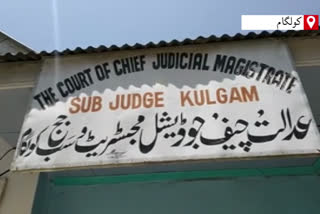 کولگام
THE COURT OF CHIEF JUDICIAL MAGISTRATE
SUB JUDGE KULGAM
عدالت چیف جوڈیشل مجسٹریٹ و سب جج کولگام